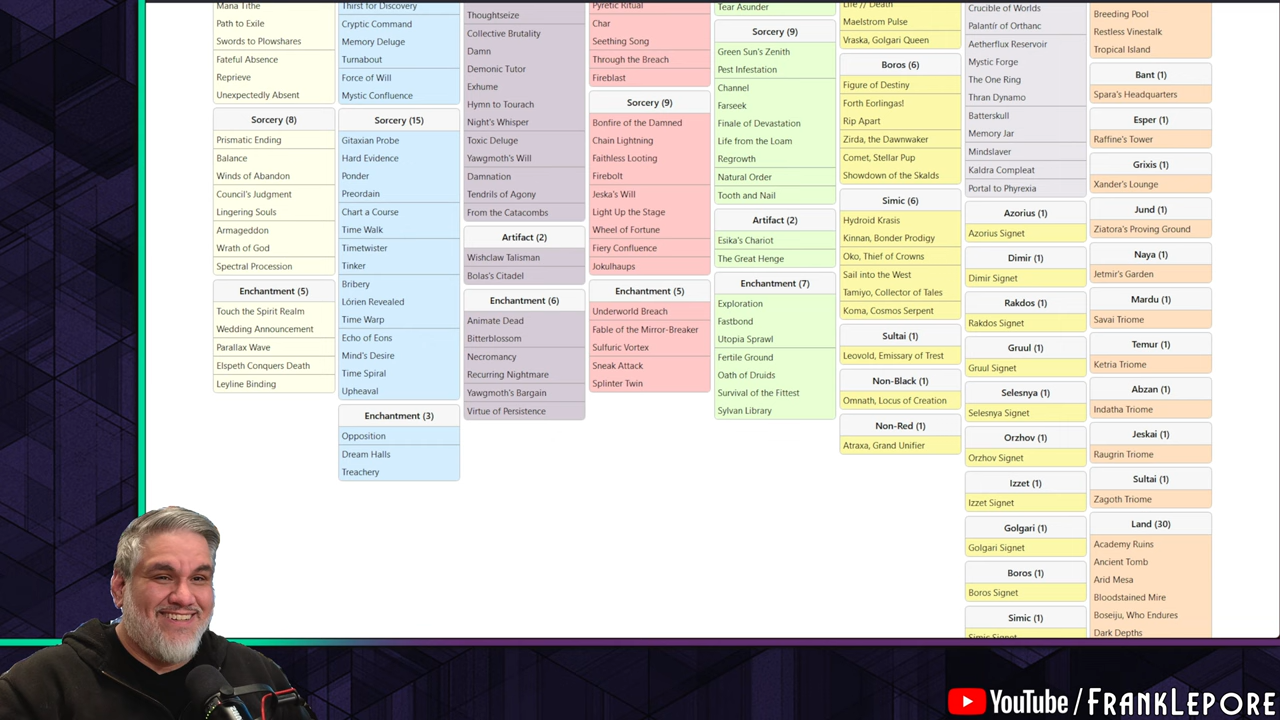 Mana Tithe
Path to Exile
Swords to Plowshares
Fateful Absence
Reprieve
Unexpectedly Absent
Sorcery (8)
Prismatic Ending
Balance
Winds of Abandon
Council's Judgment
Lingering Souls
Armageddon
Wrath of God
Spectral Procession
Enchantment (5)
Touch the Spirit Realm
Wedding Announcement
Parallax Wave
Elspeth Conquers Death
Leyline Binding
Thirst for Discovery
Cryptic Command
Memory Deluge
Turnabout
Force of Will
Mystic Confluence
Sorcery (15)
Gitaxian Probe
Hard Evidence
Ponder
Preordain
Chart a Course
Time Walk
Timetwister
Tinker
Bribery
Lórien Revealed
Time Warp
Echo of Eons
Mind's Desire
Time Spiral
Upheaval
Enchantment (3)
Opposition
Dream Halls
Treachery
Thoughtseize
Collective Brutality
Damn
Demonic Tutor
Exhume
Hymn to Tourach
Night's Whisper
Toxic Deluge
Yawgmoth's Will
Damnation
Tendrils of Agony
From the Catacombs
Artifact (2)
Wishclaw Talisman
Bolas's Citadel
Enchantment (6)
Animate Dead
Bitterblossom
Necromancy
Recurring Nightmare
Yawgmoth's Bargain
Virtue of Persistence
Pyretic Ritual
Char
Seething Song
Through the Breach
Fireblast
Sorcery (9)
Bonfire of the Damned
Chain Lightning
Faithless Looting
Firebolt
Jeska's Will
Light Up the Stage
Wheel of Fortune
Fiery Confluence
Jokulhaups
Enchantment (5)
Underworld Breach
Fable of the Mirror-Breaker
Sulfuric Vortex
Sneak Attack
Splinter Twin
Tear Asunder
Sorcery (9)
Green Sun's Zenith
Pest Infestation
Channel
Farseek
Finale of Devastation
Life from the Loam
Regrowth
Natural Order
Tooth and Nail
Artifact (2)
Esika's Chariot
The Great Henge
Enchantment (7)
Exploration
Fastbond
Utopia Sprawl
Fertile Ground
Oath of Druids
Survival of the Fittest
Sylvan Library
Life // Death
Maelstrom Pulse
Vraska, Golgari Queen
Boros (6)
Figure of Destiny
Forth Eorlingas!
Rip Apart
Zirda, the Dawnwaker
Comet, Stellar Pup
Showdown of the Skalds
Simic (6)
Hydroid Krasis
Kinnan, Bonder Prodigy
Oko, Thief of Crowns
Sail into the West
Tamiyo, Collector of Tales
Koma, Cosmos Serpent
Sultai (1)
Leovold, Emissary of Trest
Non-Black (1)
Omnath, Locus of Creation
Non-Red (1)
Atraxa, Grand Unifier
Crucible of Worlds
Palantír of Orthanc
Aetherflux Reservoir
Mystic Forge
The One Ring
Thran Dynamo
Batterskull
Memory Jar
Mindslaver
Kaldra Compleat
Portal to Phyrexia
Azorius (1)
Azorius Signet
Dimir (1)
Dimir Signet
Rakdos (1)
Rakdos Signet
Gruul (1)
Gruul Signet
Selesnya (1)
Selesnya Signet
Orzhov (1)
Orzhov Signet
Izzet (1)
Izzet Signet
Golgari (1)
Golgari Signet
Boros (1)
Boros Signet
Simic (1)
Simic Signet
Breeding Pool
Restless Vinestalk
Tropical Island
Bant (1)
Spara's Headquarters
Esper (1)
Raffine's Tower
Grixis (1)
Xander's Lounge
Jund (1)
Ziatora's Proving Ground
Naya (1)
Jetmir's Garden
Mardu (1)
Savai Triome
Temur (1)
Ketria Triome
Abzan (1)
Indatha Triome
Jeskai (1)
Raugrin Triome
Sultai (1)
Zagoth Triome
Land (30)
Academy Ruins
Ancient Tomb
Arid Mesa
Bloodstained Mire
Boseiju, Who Endures
Dark Depths
YouTube/FrankLepore